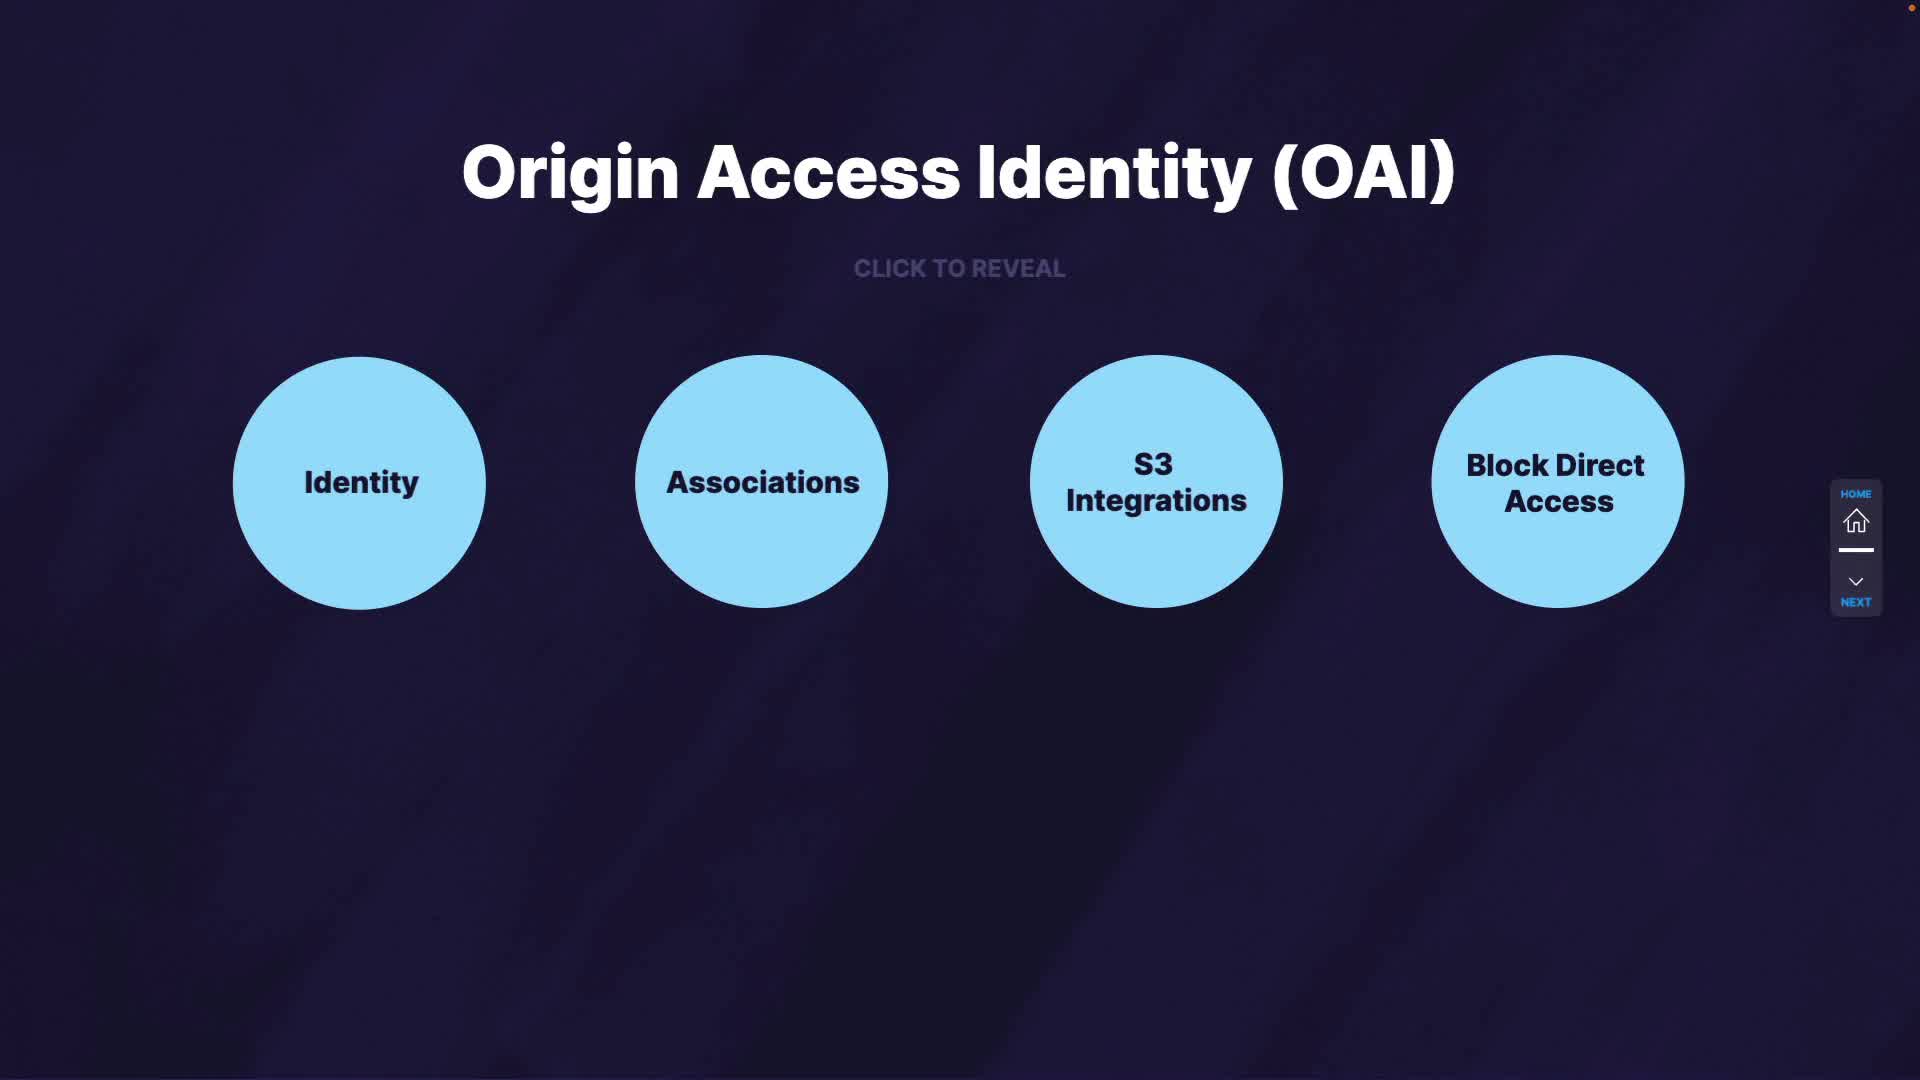 Origin Access Identity (OAI)
CLICK TO REVEAL
Identity
Associations
S3
Integrations
Block Direct
Access
HOME
NEXT